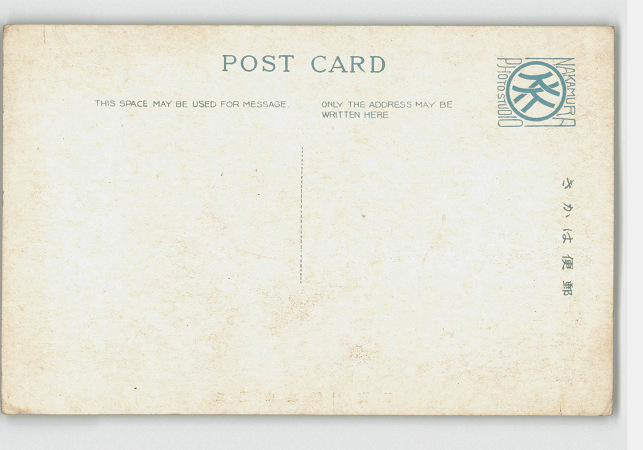 POST CARD
THIS SPACE MAY BE USED FOR MESSAGE.
ONLY THE ADDRESS MAY BE
WRITTEN HERE
NAKAMURA
PHOTO STUDIO
郵便はかき